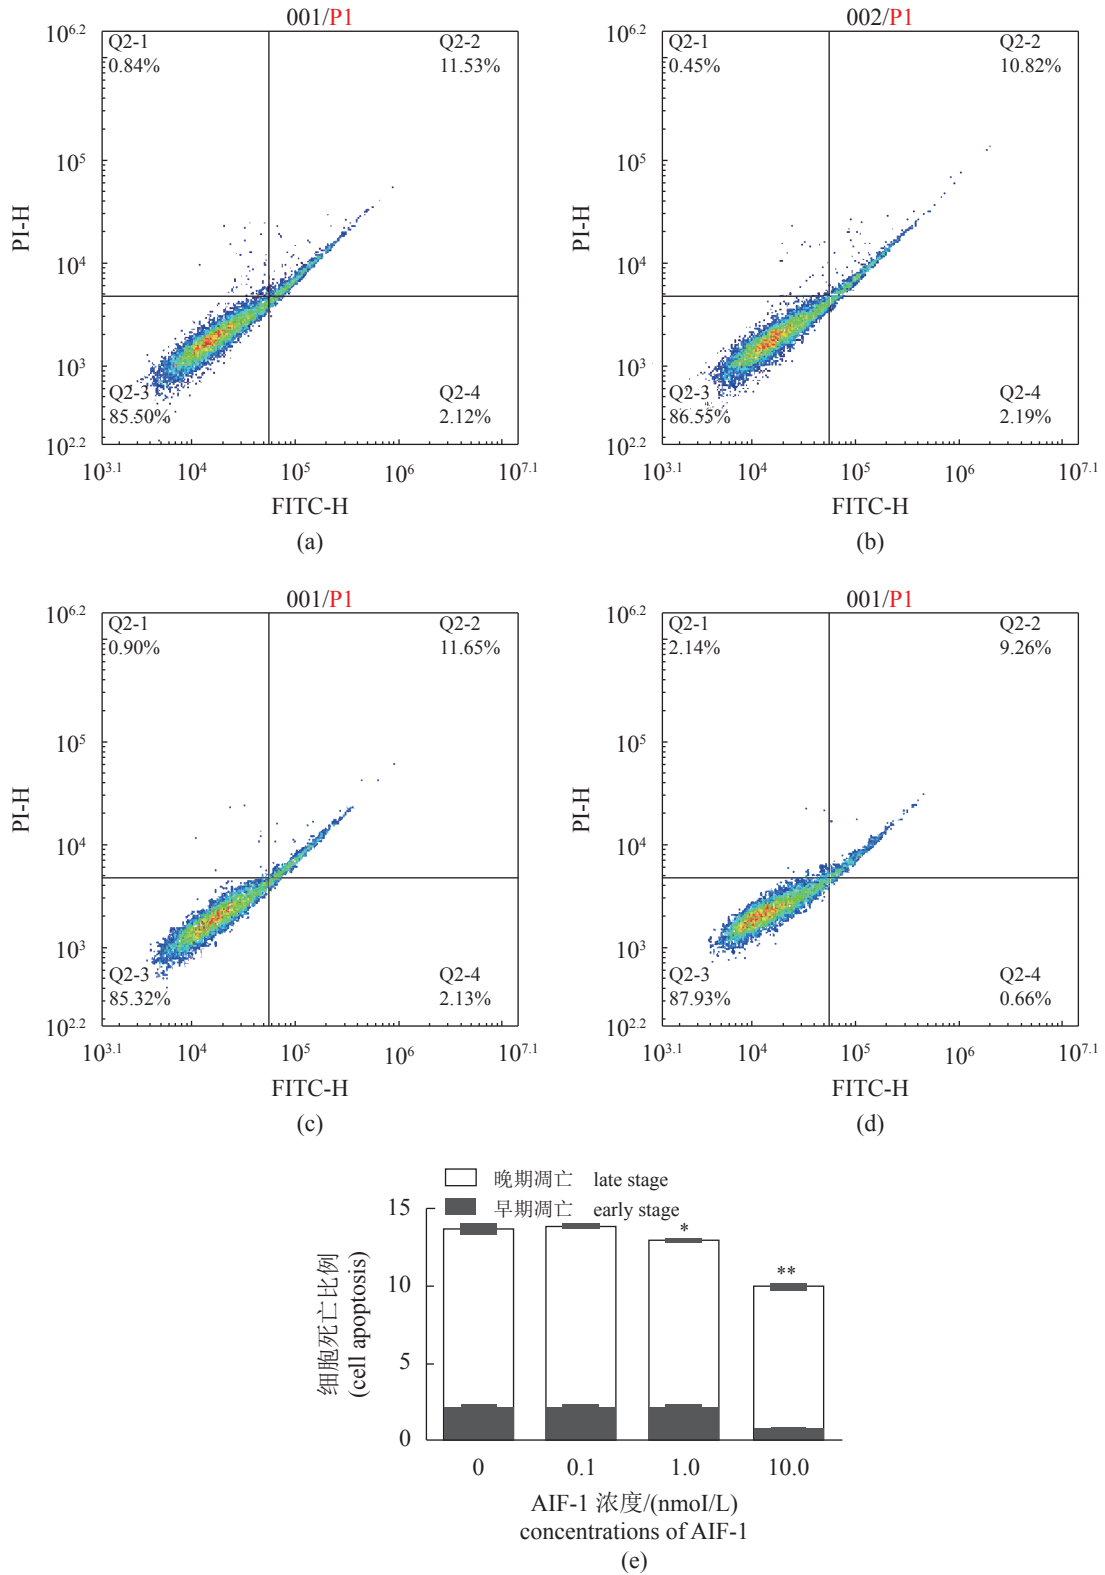 001/P1
10^6.2
Q2-1
0.84%
Q2-2
11.53%
10^5
PI-H
10^4
10^3
Q2-3
85.50%
Q2-4
2.12%
10^2.2
10^3.1 10^4 10^5 10^6 10^7.1
FITC-H
(a)
002/P1
10^6.2
Q2-1
0.45%
Q2-2
10.82%
10^5
PI-H
10^4
10^3
Q2-3
86.55%
Q2-4
2.19%
10^2.2
10^3.1 10^4 10^5 10^6 10^7.1
FITC-H
(b)
001/P1
10^6.2
Q2-1
0.90%
Q2-2
11.65%
10^5
PI-H
10^4
10^3
Q2-3
85.32%
Q2-4
2.13%
10^2.2
10^3.1 10^4 10^5 10^6 10^7.1
FITC-H
(c)
001/P1
10^6.2
Q2-1
2.14%
Q2-2
9.26%
10^5
PI-H
10^4
10^3
Q2-3
87.93%
Q2-4
0.66%
10^2.2
10^3.1 10^4 10^5 10^6 10^7.1
FITC-H
(d)
晚期凋亡 late stage
早期凋亡 early stage
15
10
5
0
细胞死亡比例
(cell apoptosis)
*
**
0 0.1 1.0 10.0
AIF-1 浓度/(nmoI/L)
concentrations of AIF-1
(e)